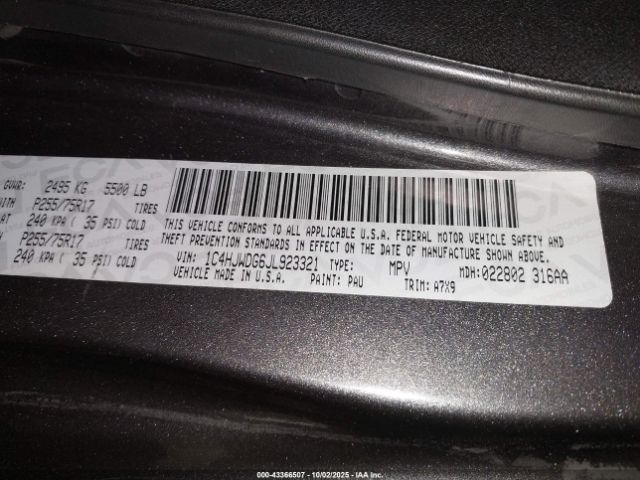 GVWR: 2495 KG 5500 LB
WITH P255/75R17 TIRES
AT 240 KPA ( 35 PSI) COLD
P255/75R17 TIRES
240 KPA ( 35 PSI) COLD
THIS VEHICLE CONFORMS TO ALL APPLICABLE U.S.A. FEDERAL MOTOR VEHICLE SAFETY AND
THEFT PREVENTION STANDARDS IN EFFECT ON THE DATE OF MANUFACTURE SHOWN ABOVE.
VIN: 1C4HJWDG6JL923321 TYPE: MPV MDH:022802 316AA
VEHICLE MADE IN U.S.A. PAINT: PAU TRIM: A7X9
000-43366507 - 10/02/2025 - IAA Inc.